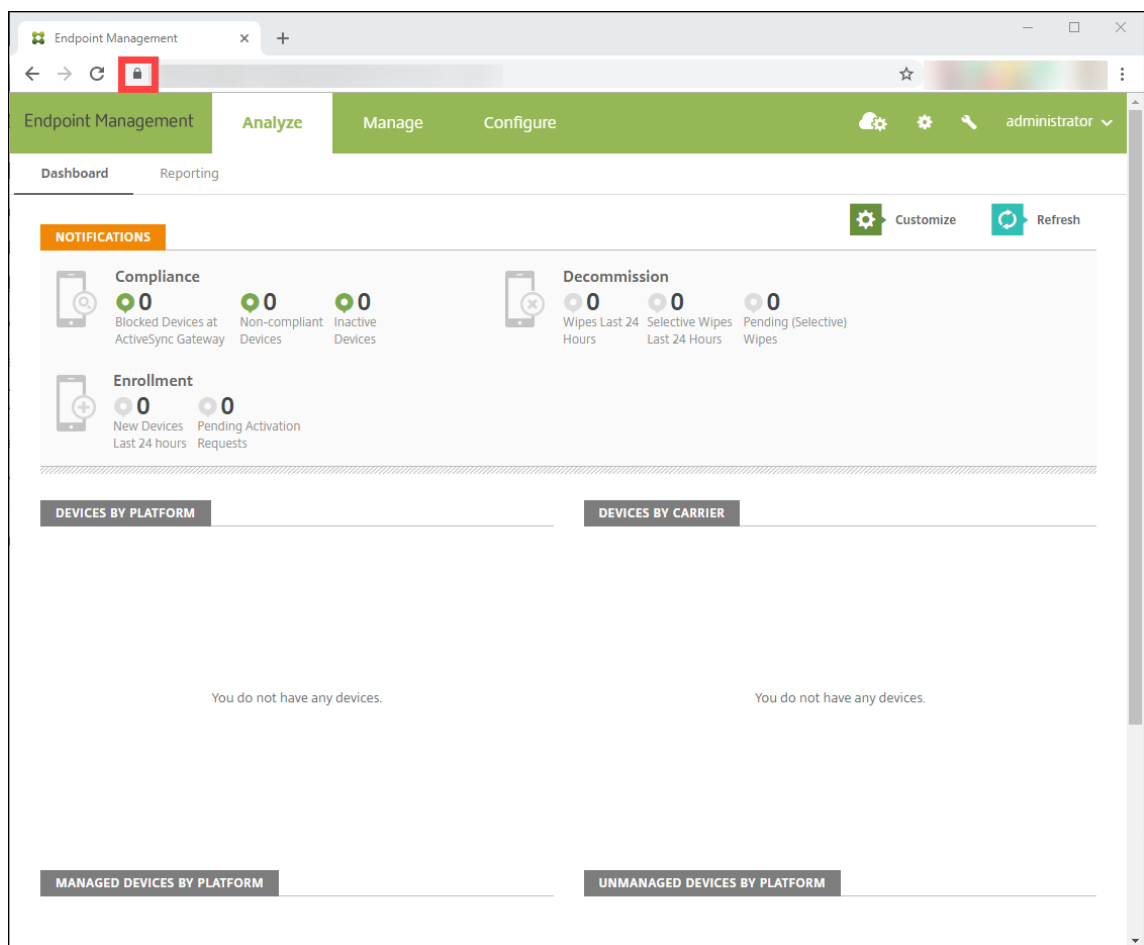 Endpoint Management
Endpoint Management Analyze Manage Configure administrator
Dashboard Reporting
Customize Refresh
NOTIFICATIONS
Compliance
0 0 0
Blocked Devices at Non-compliant Inactive
ActiveSync Gateway Devices Devices
Decommission
0 0 0
Wipes Last 24 Selective Wipes Pending (Selective)
Hours Last 24 Hours Wipes
Enrollment
0 0
New Devices Pending Activation
Last 24 hours Requests
DEVICES BY PLATFORM DEVICES BY CARRIER
You do not have any devices. You do not have any devices.
MANAGED DEVICES BY PLATFORM UNMANAGED DEVICES BY PLATFORM